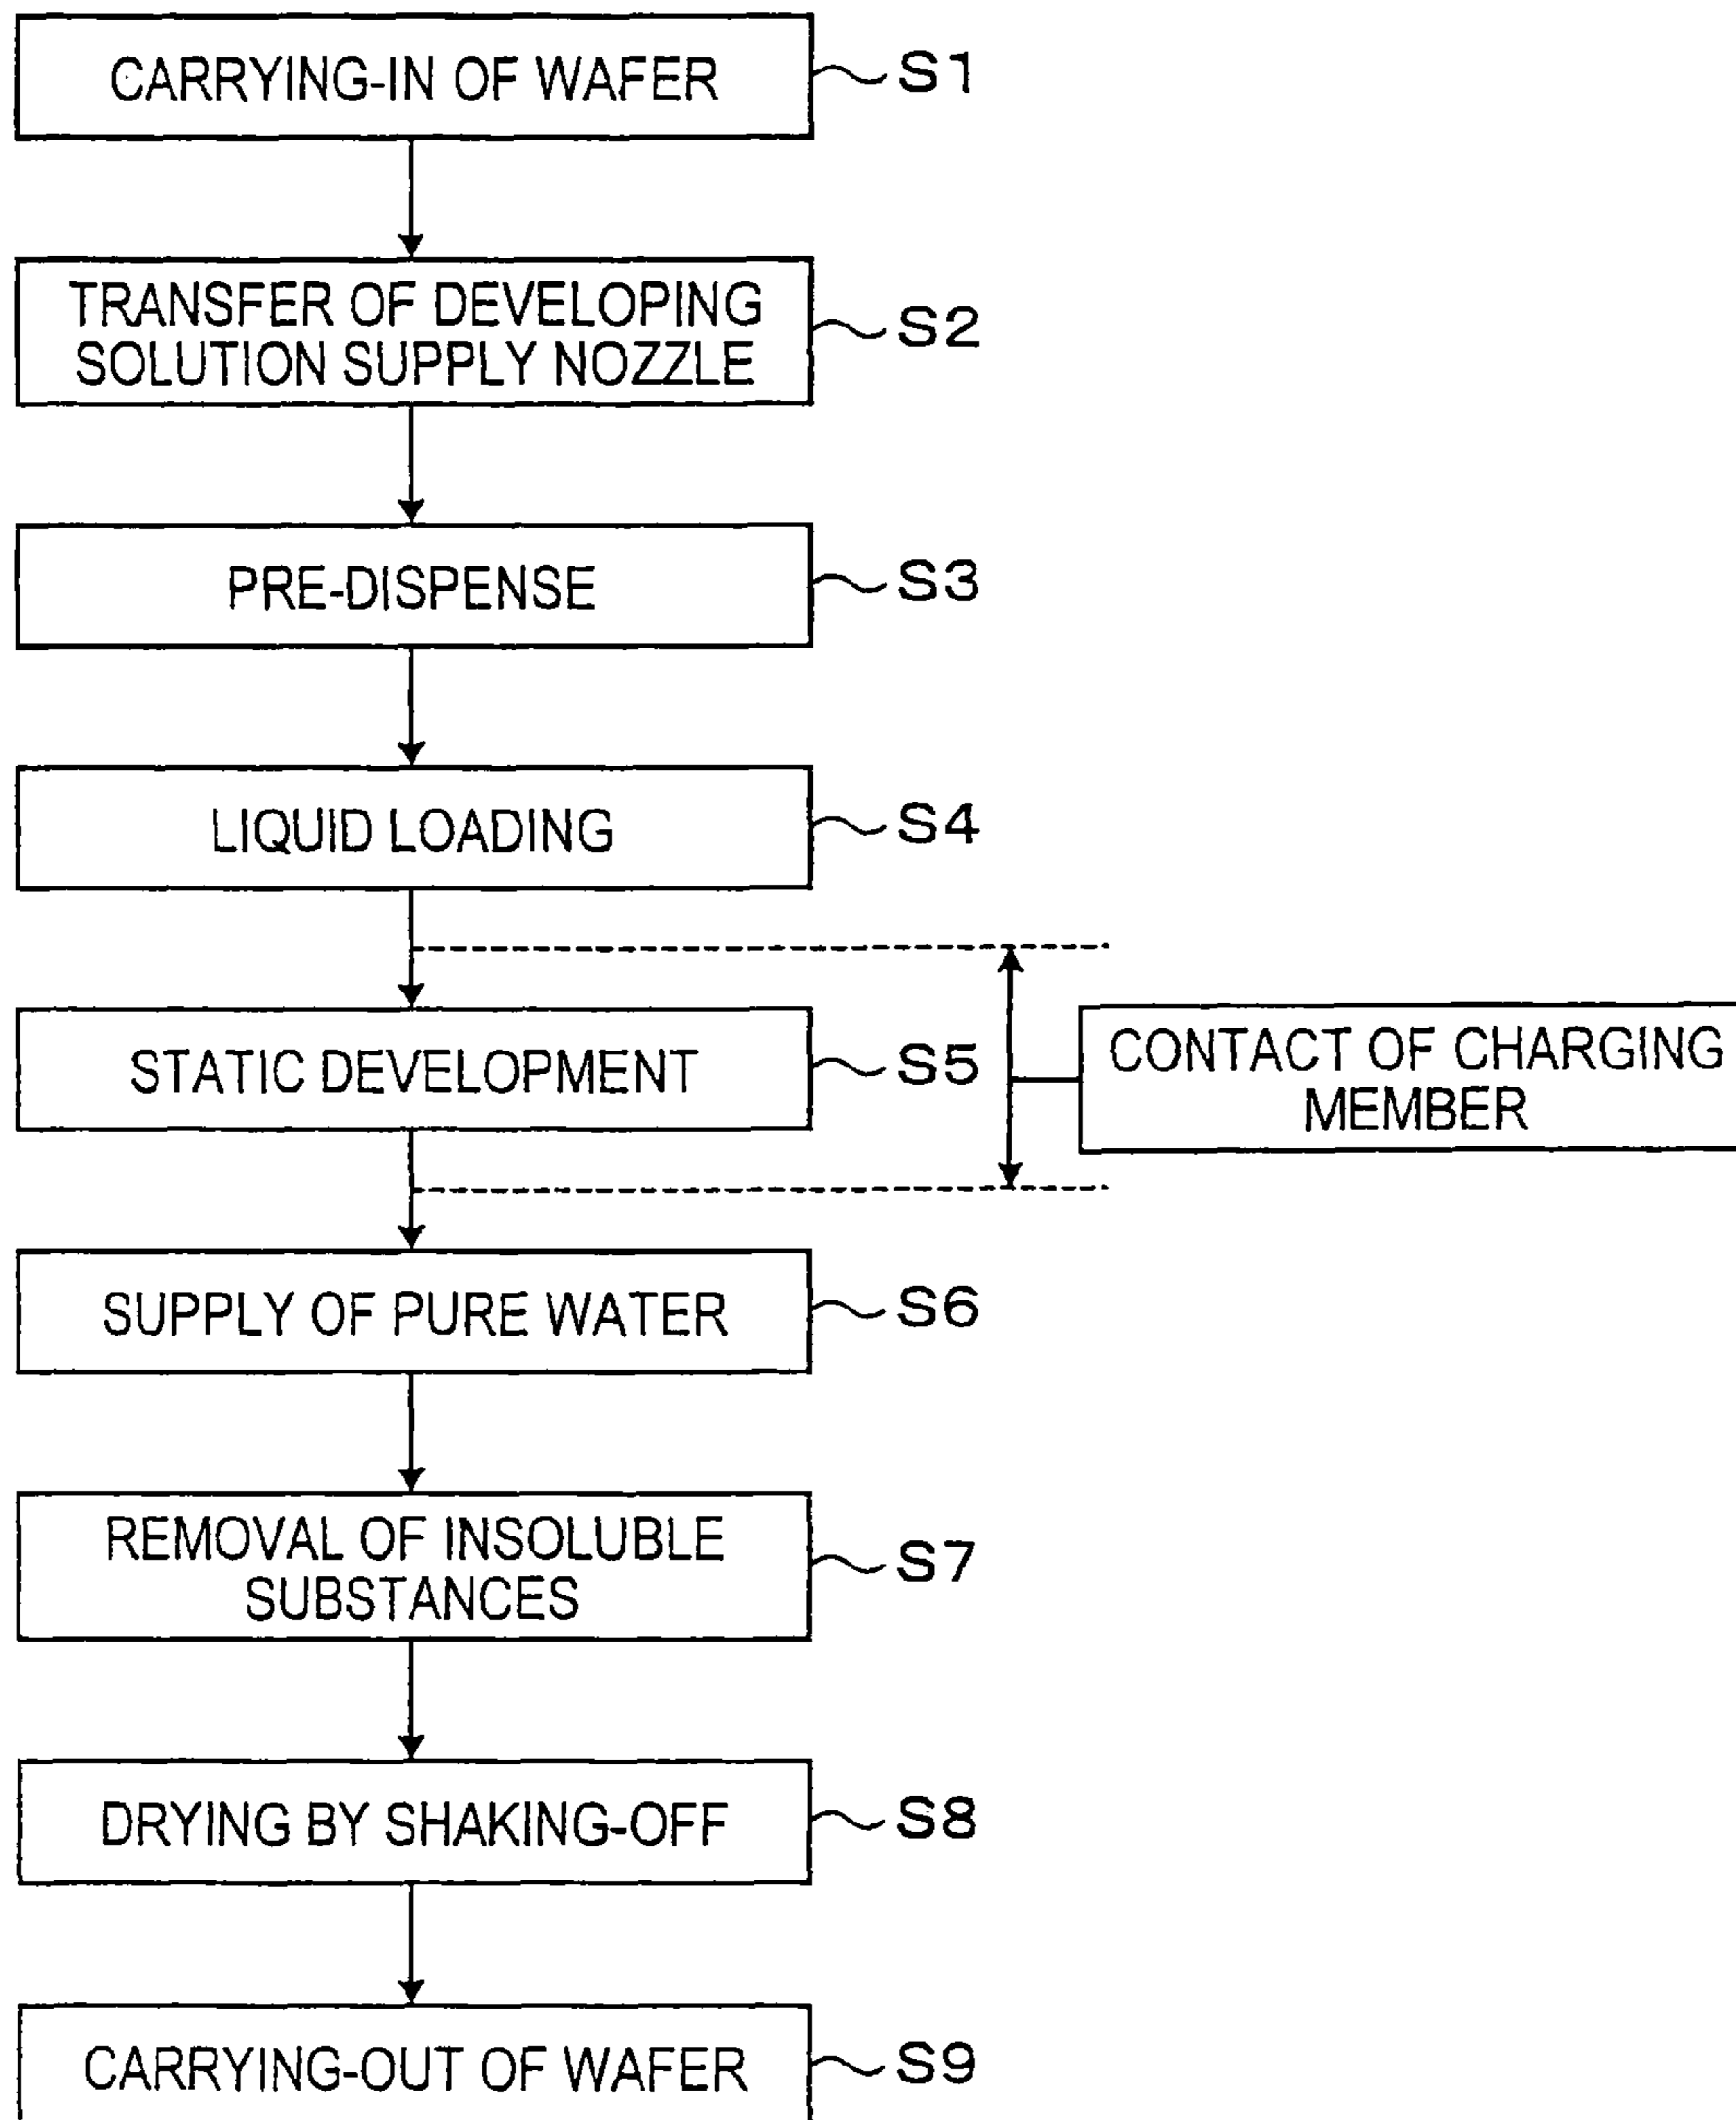 CARRYING-IN OF WAFER
S1
TRANSFER OF DEVELOPING
SOLUTION SUPPLY NOZZLE
S2
PRE-DISPENSE
S3
LIQUID LOADING
S4
STATIC DEVELOPMENT
S5
CONTACT OF CHARGING
MEMBER
SUPPLY OF PURE WATER
S6
REMOVAL OF INSOLUBLE
SUBSTANCES
S7
DRYING BY SHAKING-OFF
S8
CARRYING-OUT OF WAFER
S9